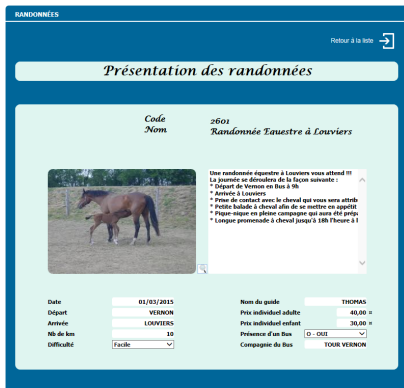 RANDONNÉES
Retour à la liste
Présentation des randonnées
Code 2601
Nom Randonnée Equestre à Louviers
Une randonnée équestre à Louviers vous attend !!!
La journée se déroulera de la façon suivante :
* Départ de Vernon en Bus à 9h
* Arrivée à Louviers
* Prise de contact avec le cheval qui vous sera attrib
* Petite balade à cheval afin de se mettre en appétit
* Pique-nique en pleine campagne qui aura été prépa
* Longue promenade à cheval jusqu'à 18h l'heure à l
Date 01/03/2015 Nom du guide THOMAS
Départ VERNON Prix individuel adulte 40,00 €
Arrivée LOUVIERS Prix individuel enfant 30,00 €
Nb de km 10 Présence d'un Bus O - OUI
Difficulté Facile Compagnie du Bus TOUR VERNON